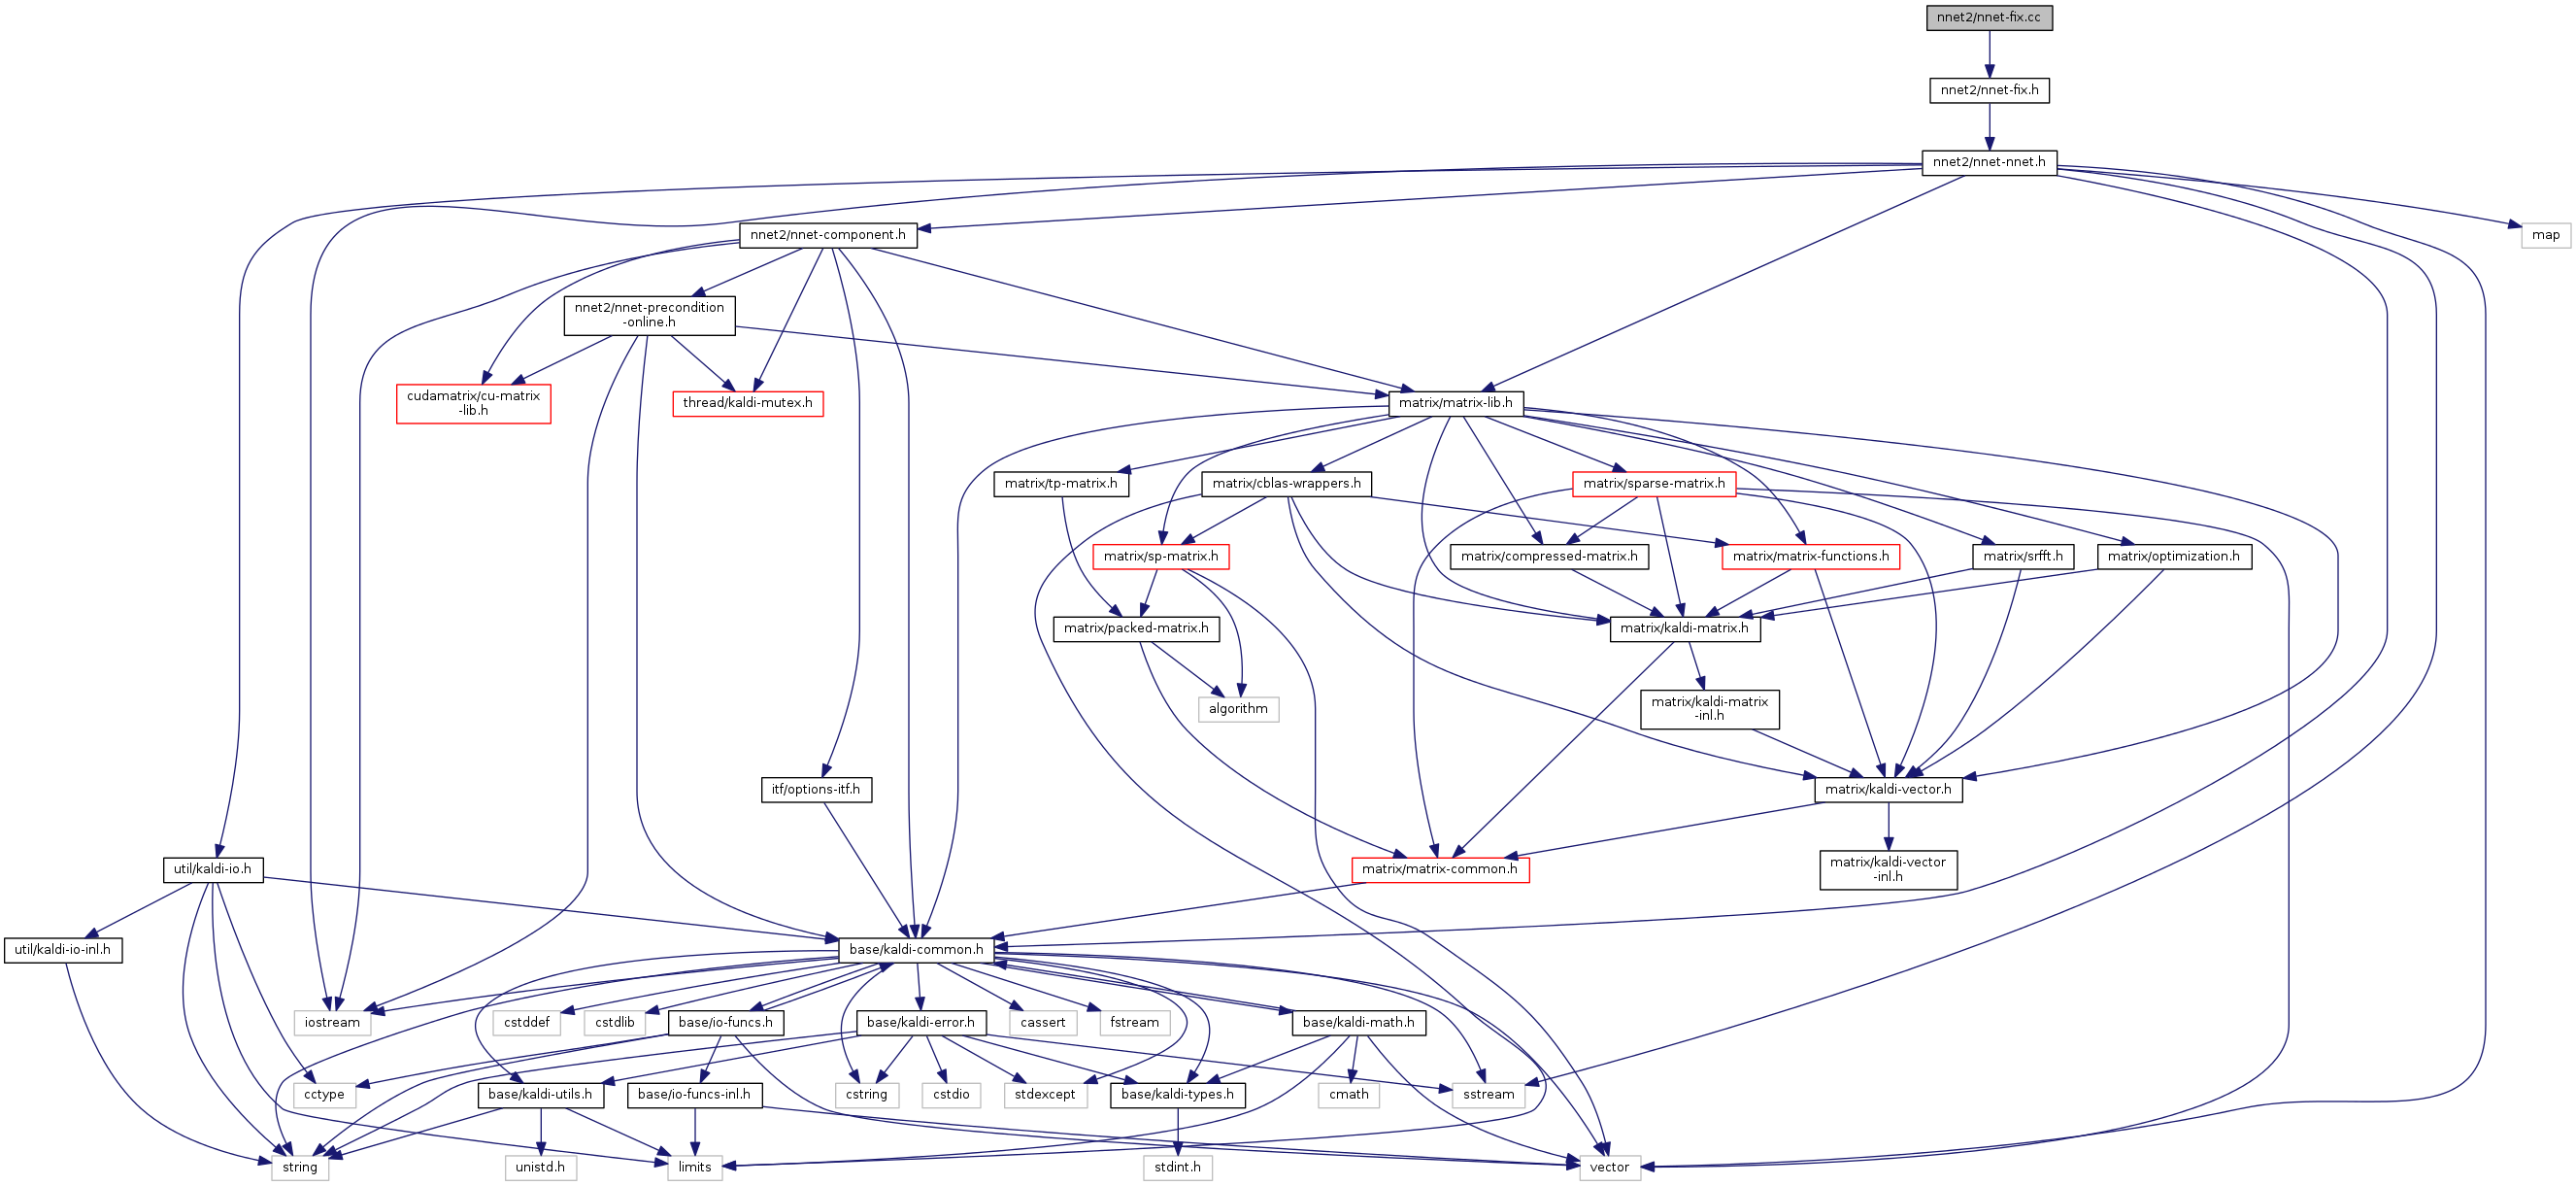 nnet2/nnet-fix.cc
nnet2/nnet-fix.h
nnet2/nnet-nnet.h
nnet2/nnet-component.h
map
nnet2/nnet-precondition
-online.h
cudamatrix/cu-matrix
-lib.h
thread/kaldi-mutex.h
matrix/matrix-lib.h
matrix/tp-matrix.h
matrix/cblas-wrappers.h
matrix/sparse-matrix.h
matrix/sp-matrix.h
matrix/compressed-matrix.h
matrix/matrix-functions.h
matrix/srfft.h
matrix/optimization.h
matrix/packed-matrix.h
matrix/kaldi-matrix.h
algorithm
matrix/kaldi-matrix
-inl.h
itf/options-itf.h
matrix/kaldi-vector.h
util/kaldi-io.h
matrix/matrix-common.h
matrix/kaldi-vector
-inl.h
util/kaldi-io-inl.h
base/kaldi-common.h
iostream
cstddef
cstdlib
base/io-funcs.h
base/kaldi-error.h
cassert
fstream
base/kaldi-math.h
cctype
base/kaldi-utils.h
base/io-funcs-inl.h
cstring
cstdio
stdexcept
base/kaldi-types.h
cmath
sstream
string
unistd.h
limits
stdint.h
vector